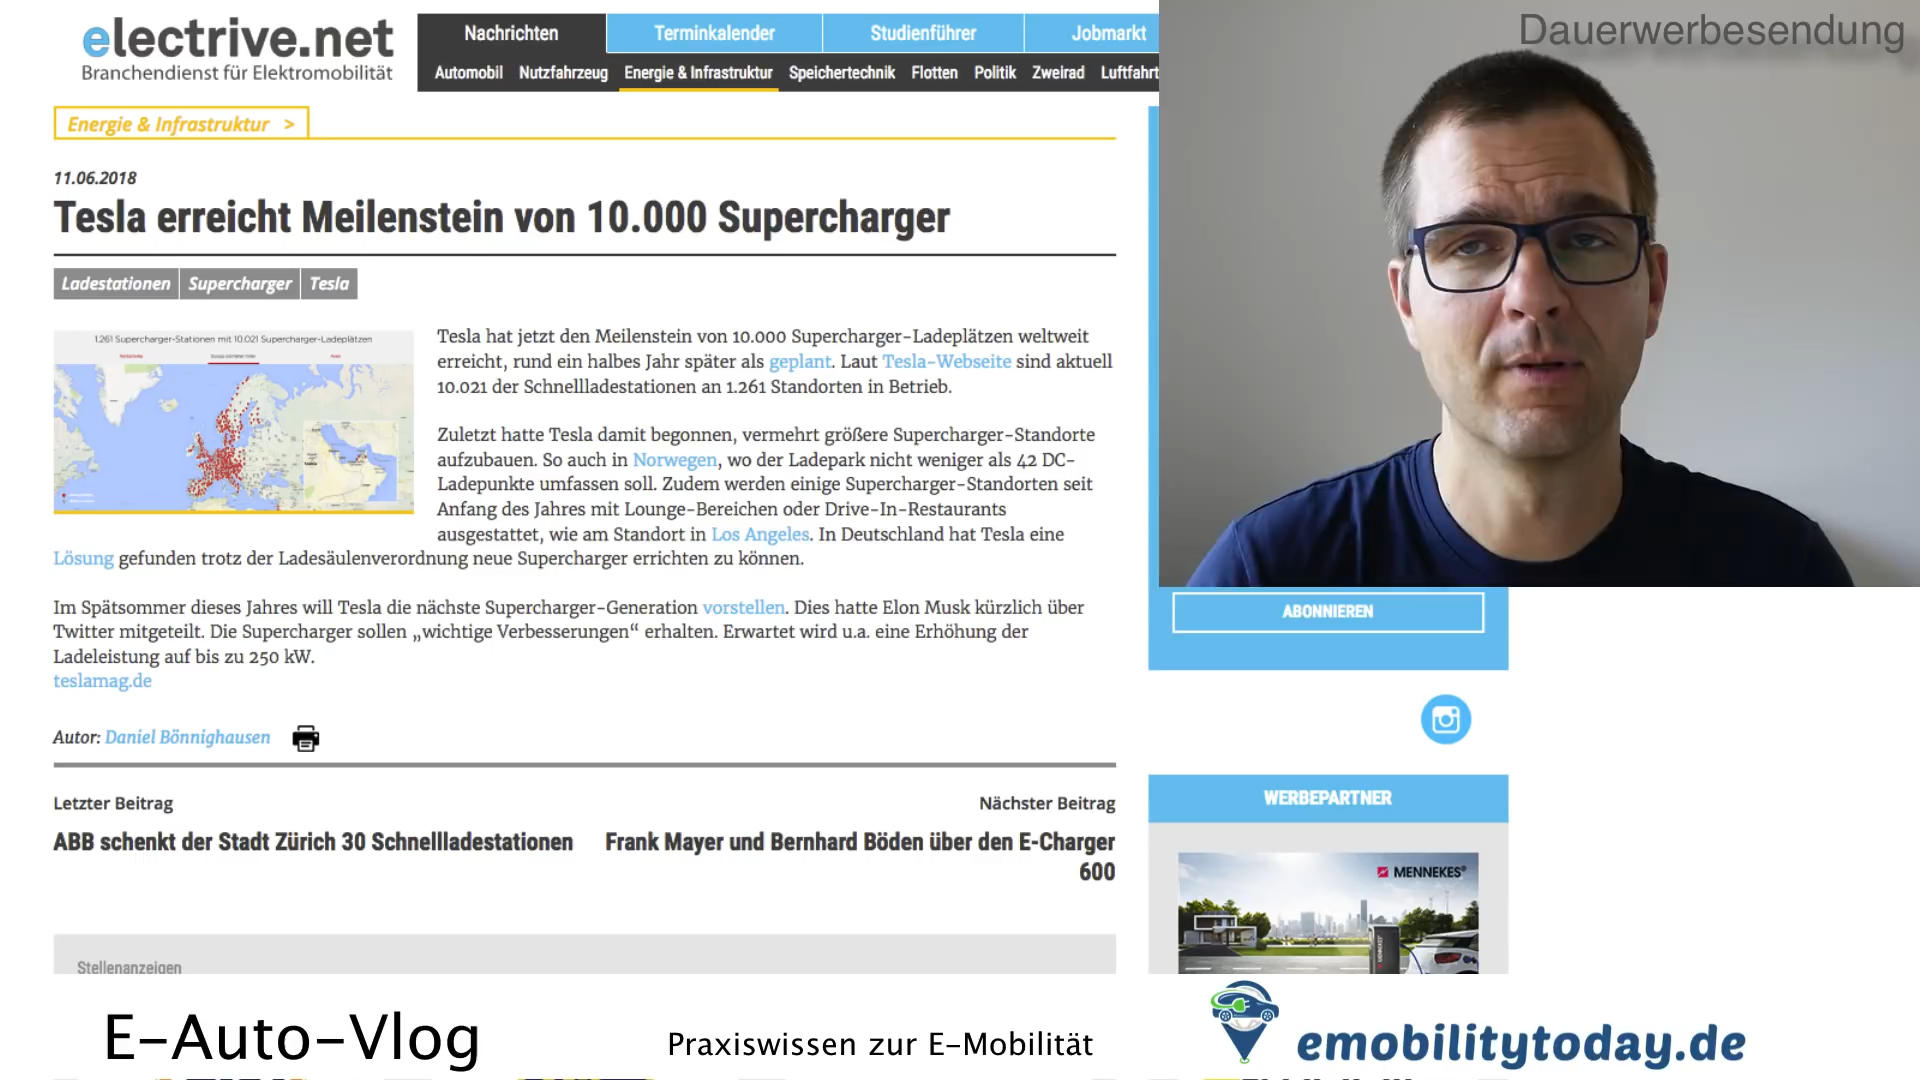 electrive.net
Branchendienst für Elektromobilität
Nachrichten
Terminkalender
Studienführer
Jobmarkt
Automobil
Nutzfahrzeug
Energie & Infrastruktur
Speichertechnik
Flotten
Politik
Zweirad
Luftfahrt
Dauerwerbesendung
Energie & Infrastruktur >
11.06.2018
Tesla erreicht Meilenstein von 10.000 Supercharger
Ladestationen
Supercharger
Tesla
1.261 Supercharger-Stationen mit 10.021 Supercharger-Ladeplätzen
Tesla hat jetzt den Meilenstein von 10.000 Supercharger-Ladeplätzen weltweit
erreicht, rund ein halbes Jahr später als geplant. Laut Tesla-Webseite sind aktuell
10.021 der Schnellladestationen an 1.261 Standorten in Betrieb.
Zuletzt hatte Tesla damit begonnen, vermehrt größere Supercharger-Standorte
aufzubauen. So auch in Norwegen, wo der Ladepark nicht weniger als 42 DC-
Ladepunkte umfassen soll. Zudem werden einige Supercharger-Standorten seit
Anfang des Jahres mit Lounge-Bereichen oder Drive-In-Restaurants
ausgestattet, wie am Standort in Los Angeles. In Deutschland hat Tesla eine
Lösung gefunden trotz der Ladesäulenverordnung neue Supercharger errichten zu können.
Im Spätsommer dieses Jahres will Tesla die nächste Supercharger-Generation vorstellen. Dies hatte Elon Musk kürzlich über
Twitter mitgeteilt. Die Supercharger sollen „wichtige Verbesserungen“ erhalten. Erwartet wird u.a. eine Erhöhung der
Ladeleistung auf bis zu 250 kW.
teslamag.de
Autor: Daniel Bönnighausen
Letzter Beitrag
ABB schenkt der Stadt Zürich 30 Schnellladestationen
Nächster Beitrag
Frank Mayer und Bernhard Böden über den E-Charger
600
Stellenanzeigen
ABONNIEREN
WERBEPARTNER
MENNEKES®
MENNEKES
E-Auto-Vlog
Praxiswissen zur E-Mobilität
emobilitytoday.de